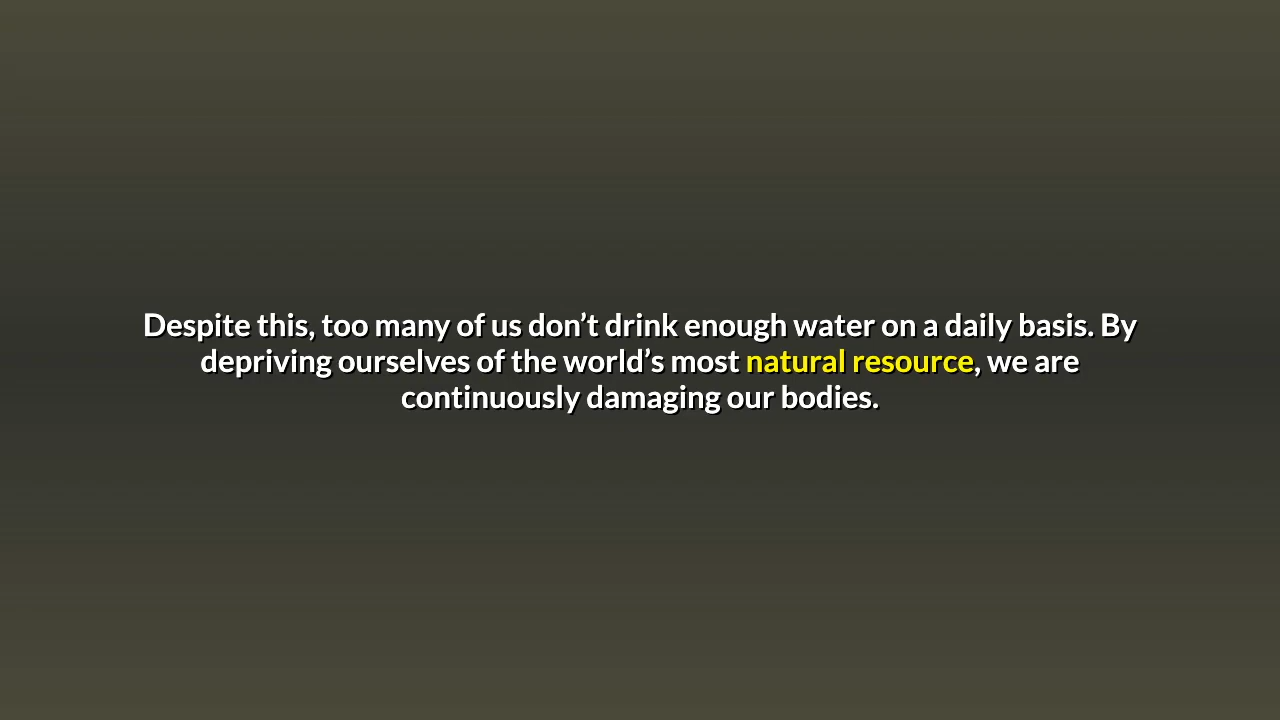 Despite this, too many of us don’t drink enough water on a daily basis. By
depriving ourselves of the world’s most natural resource, we are
continuously damaging our bodies.